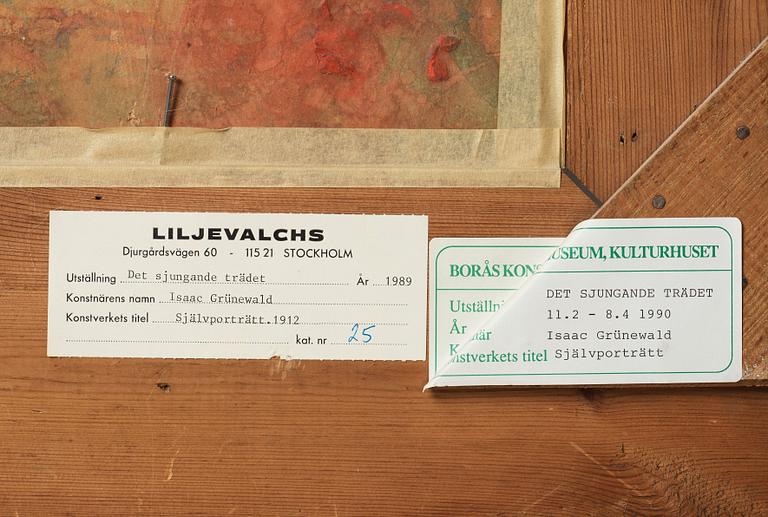 LILJEVALCHS
Djurgårdsvägen 60 - 115 21 STOCKHOLM
Utställning Det sjungande trädet År 1989
Konstnärens namn Isaac Grünewald
Konstverkets titel Självporträtt.1912
kat. nr 25
BORÅS KONS USEUM, KULTURHUSET
Utställni DET SJUNGANDE TRÄDET
År 11.2 - 8.4 1990
när Isaac Grünewald
K nstverkets titel Självporträtt